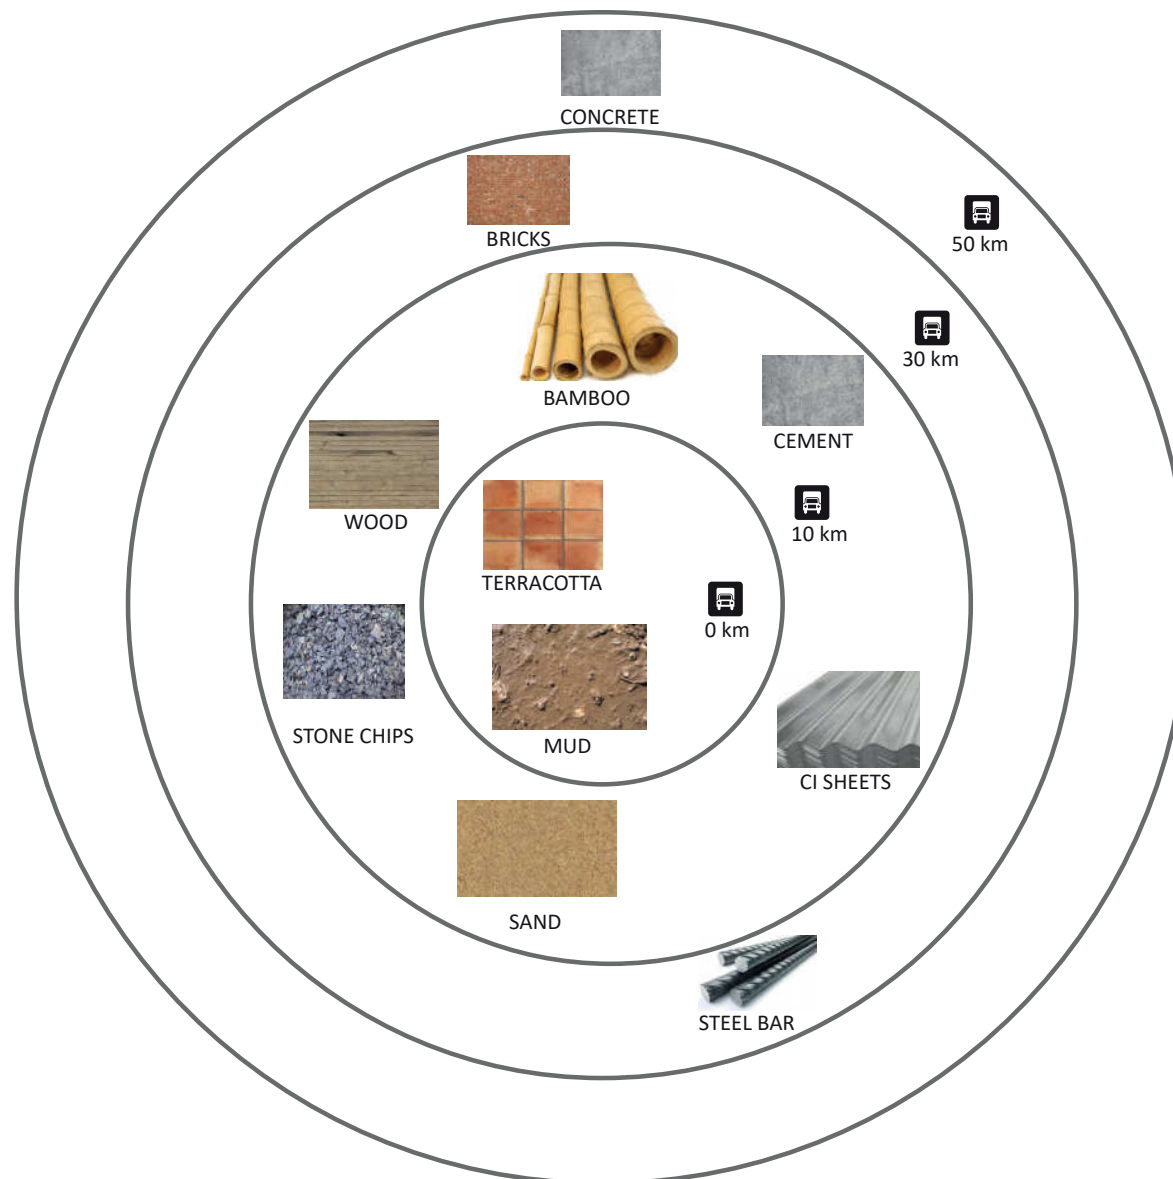 CONCRETE
BRICKS
50 km
30 km
BAMBOO
CEMENT
WOOD
10 km
TERRACOTTA
0 km
STONE CHIPS
MUD
CI SHEETS
SAND
STEEL BAR